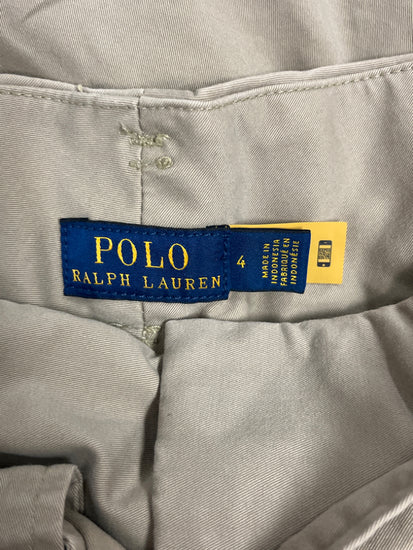 POLO
RALPH LAUREN
4
MADE IN
INDONESIA
FABRIQUÉ EN
INDONÉSIE